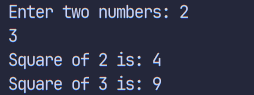 Enter two numbers: 2
3
Square of 2 is: 4
Square of 3 is: 9